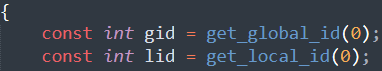 {
    const int gid = get_global_id(0);
    const int lid = get_local_id(0);